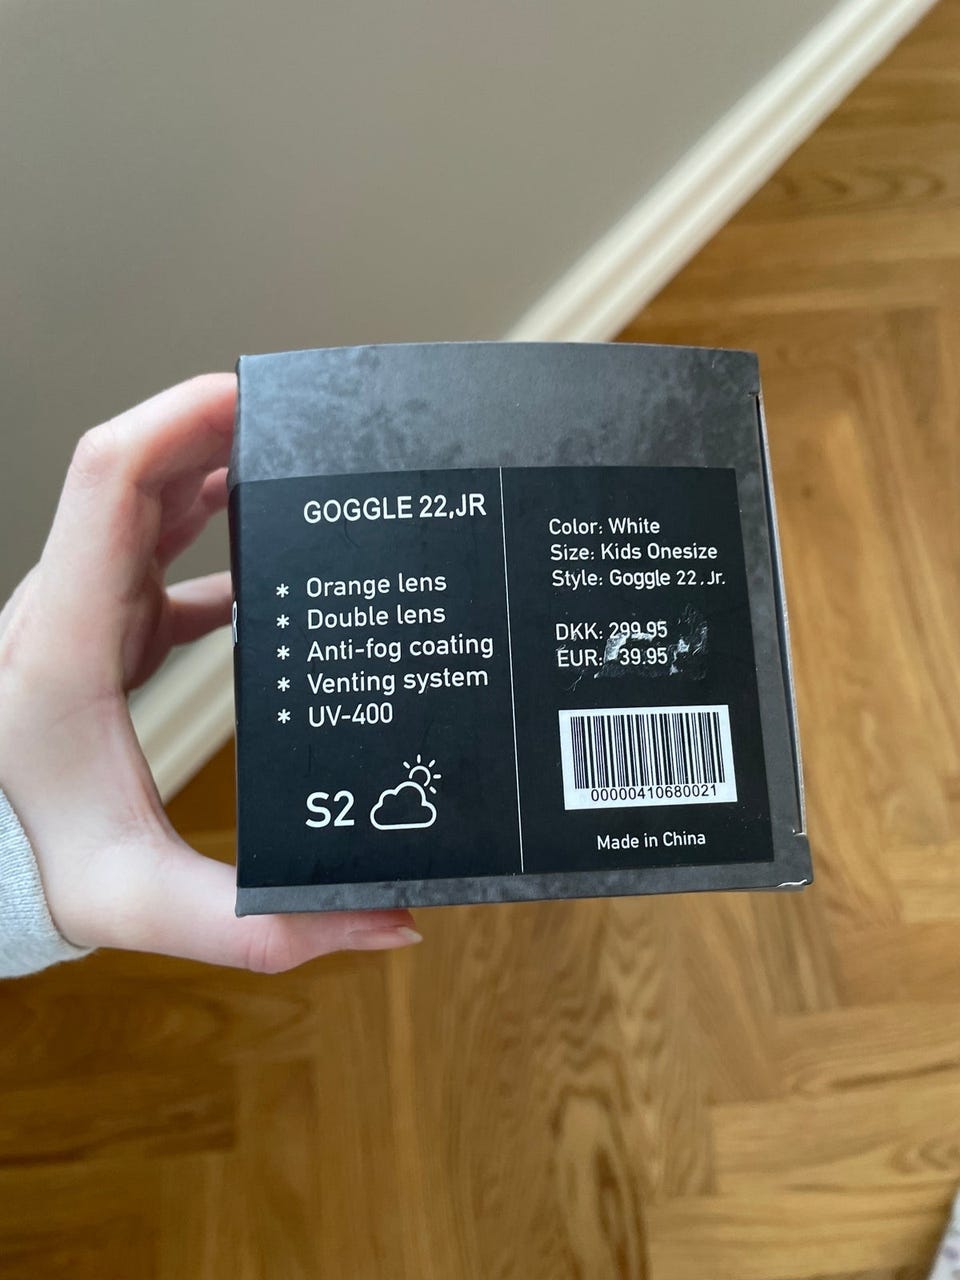 GOGGLE 22,JR
* Orange lens
* Double lens
* Anti-fog coating
* Venting system
* UV-400
S2
Color: White
Size: Kids Onesize
Style: Goggle 22,Jr.
DKK: 299.95
EUR: 39.95
00000410680021
Made in China